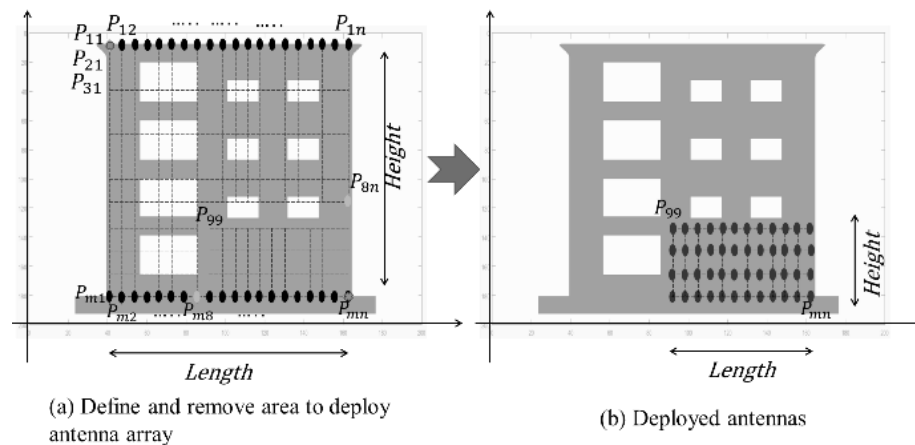 ..... .....
P11 P12 P1n
P21
P31
Height
P8n
P99
Pm1
Pm2 ..... Pm8 ..... Pmn
Length
(a) Define and remove area to deploy
antenna array
P99
Height
Pmn
Length
(b) Deployed antennas